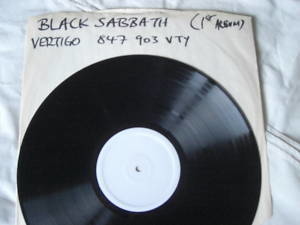 BLACK SABBATH (1ST ALBUM)
VERTIGO 847 903 VTY